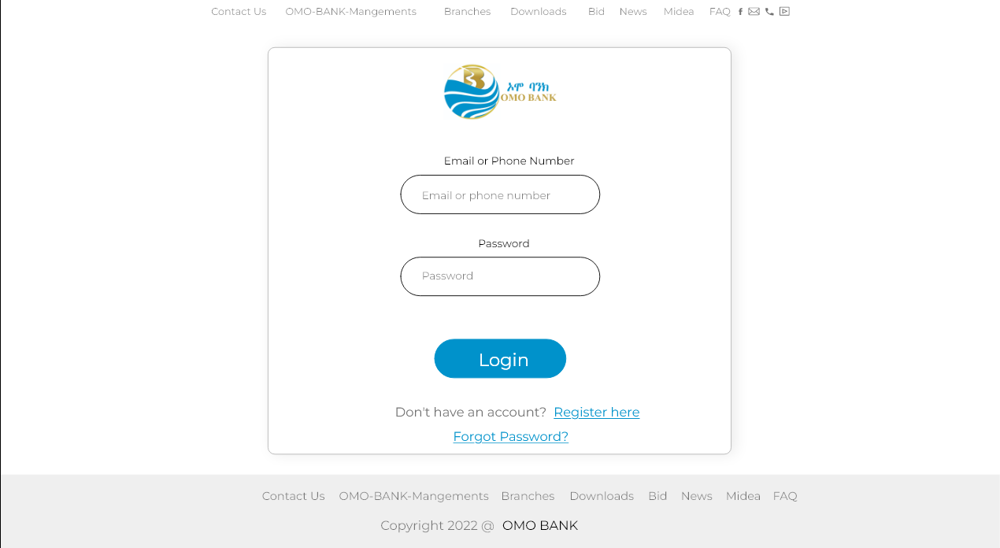 Contact Us OMO-BANK-Mangements Branches Downloads Bid News Midea FAQ
ኦሞ ባንክ
OMO BANK
Email or Phone Number
Email or phone number
Password
Password
Login
Don't have an account? Register here
Forgot Password?
Contact Us OMO-BANK-Mangements Branches Downloads Bid News Midea FAQ
Copyright 2022 @ OMO BANK